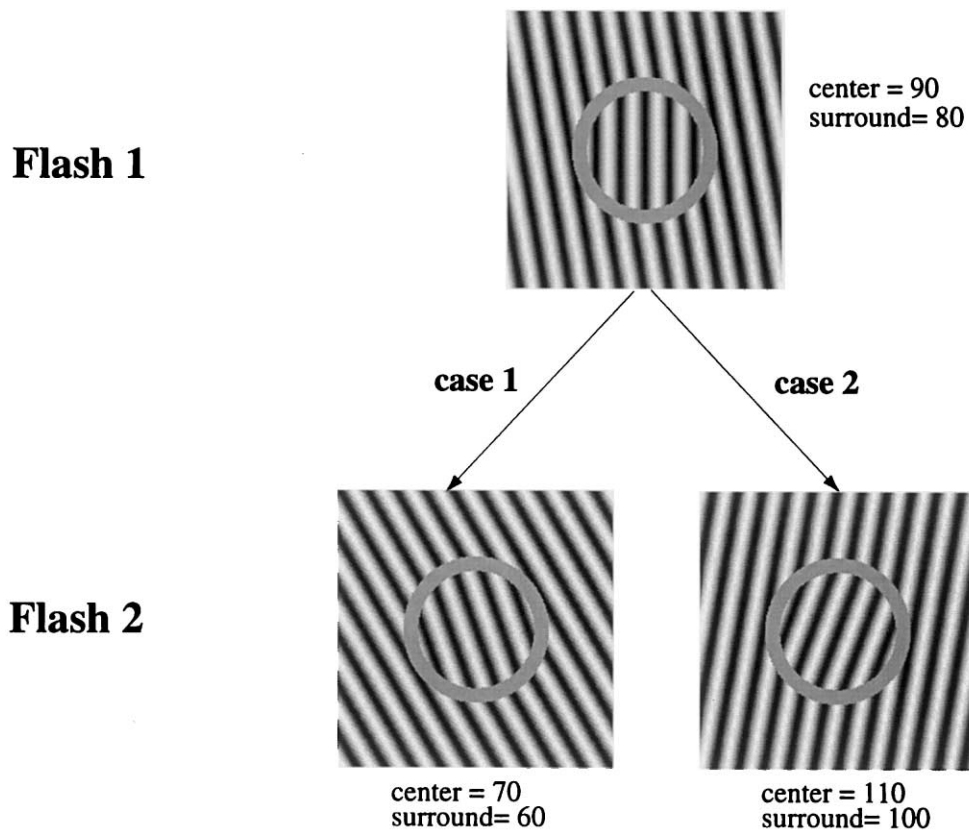 center = 90
surround= 80
Flash 1
case 1
case 2
Flash 2
center = 70
surround= 60
center = 110
surround= 100